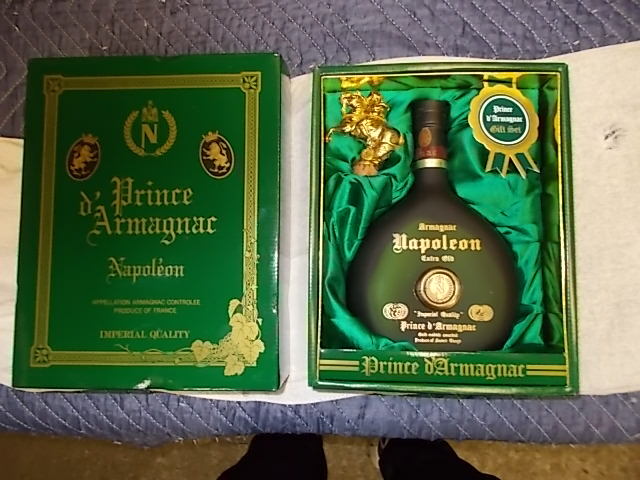 N
Prince
d'Armagnac
Napoléon
APPELLATION ARMAGNAC CONTROLEE
PRODUCE OF FRANCE
IMPERIAL QUALITY
Prince
d'Armagnac
Gift Set
Armagnac
Napoleon
Extra Old
"Imperial Quality"
Prince d'Armagnac
Prince d'Armagnac